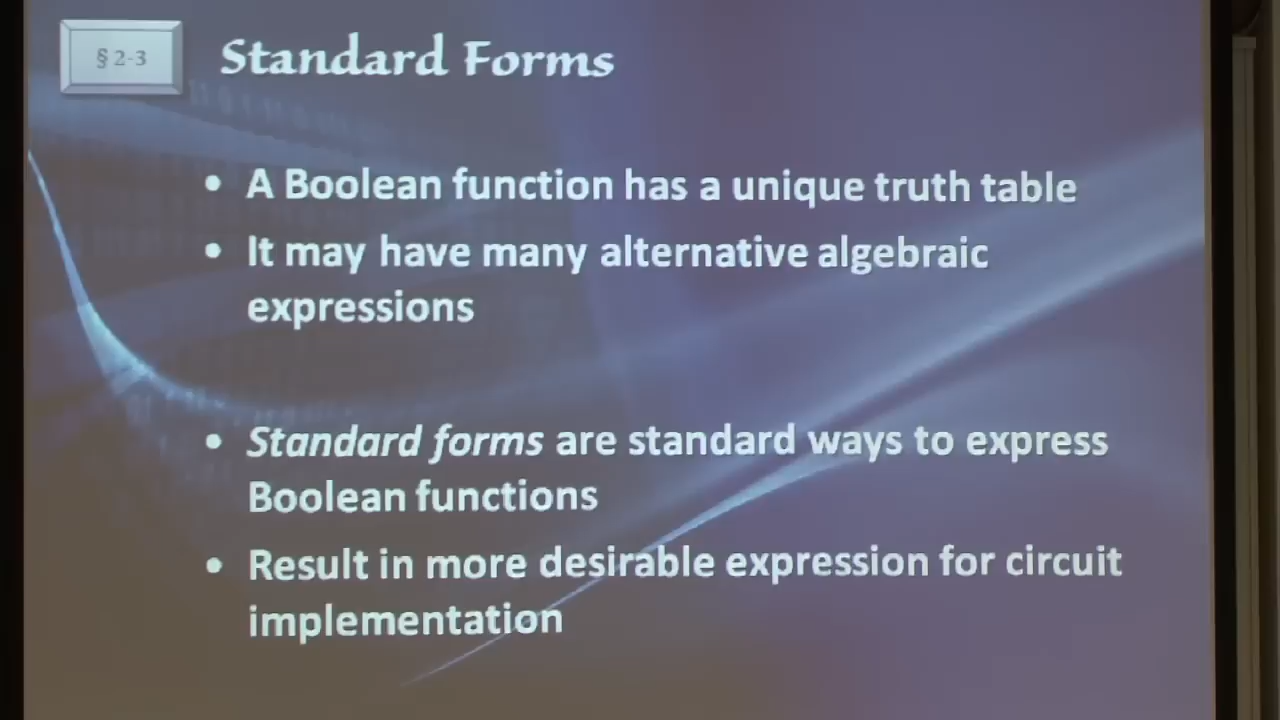 § 2-3
Standard Forms
• A Boolean function has a unique truth table
• It may have many alternative algebraic
expressions
• Standard forms are standard ways to express
Boolean functions
• Result in more desirable expression for circuit
implementation